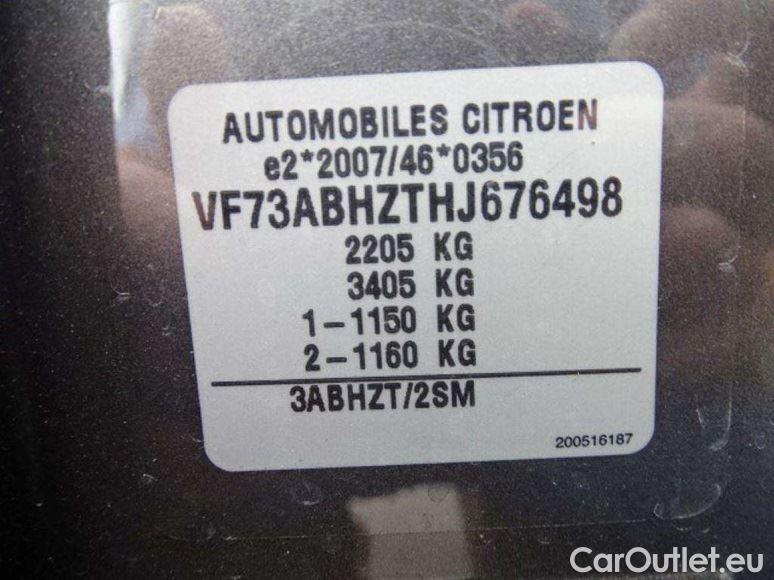 AUTOMOBILES CITROEN
e2*2007/46*0356
VF73ABHZTHJ676498
2205 KG
3405 KG
1-1150 KG
2-1160 KG
3ABHZT/2SM
200516187
CarOutlet.eu